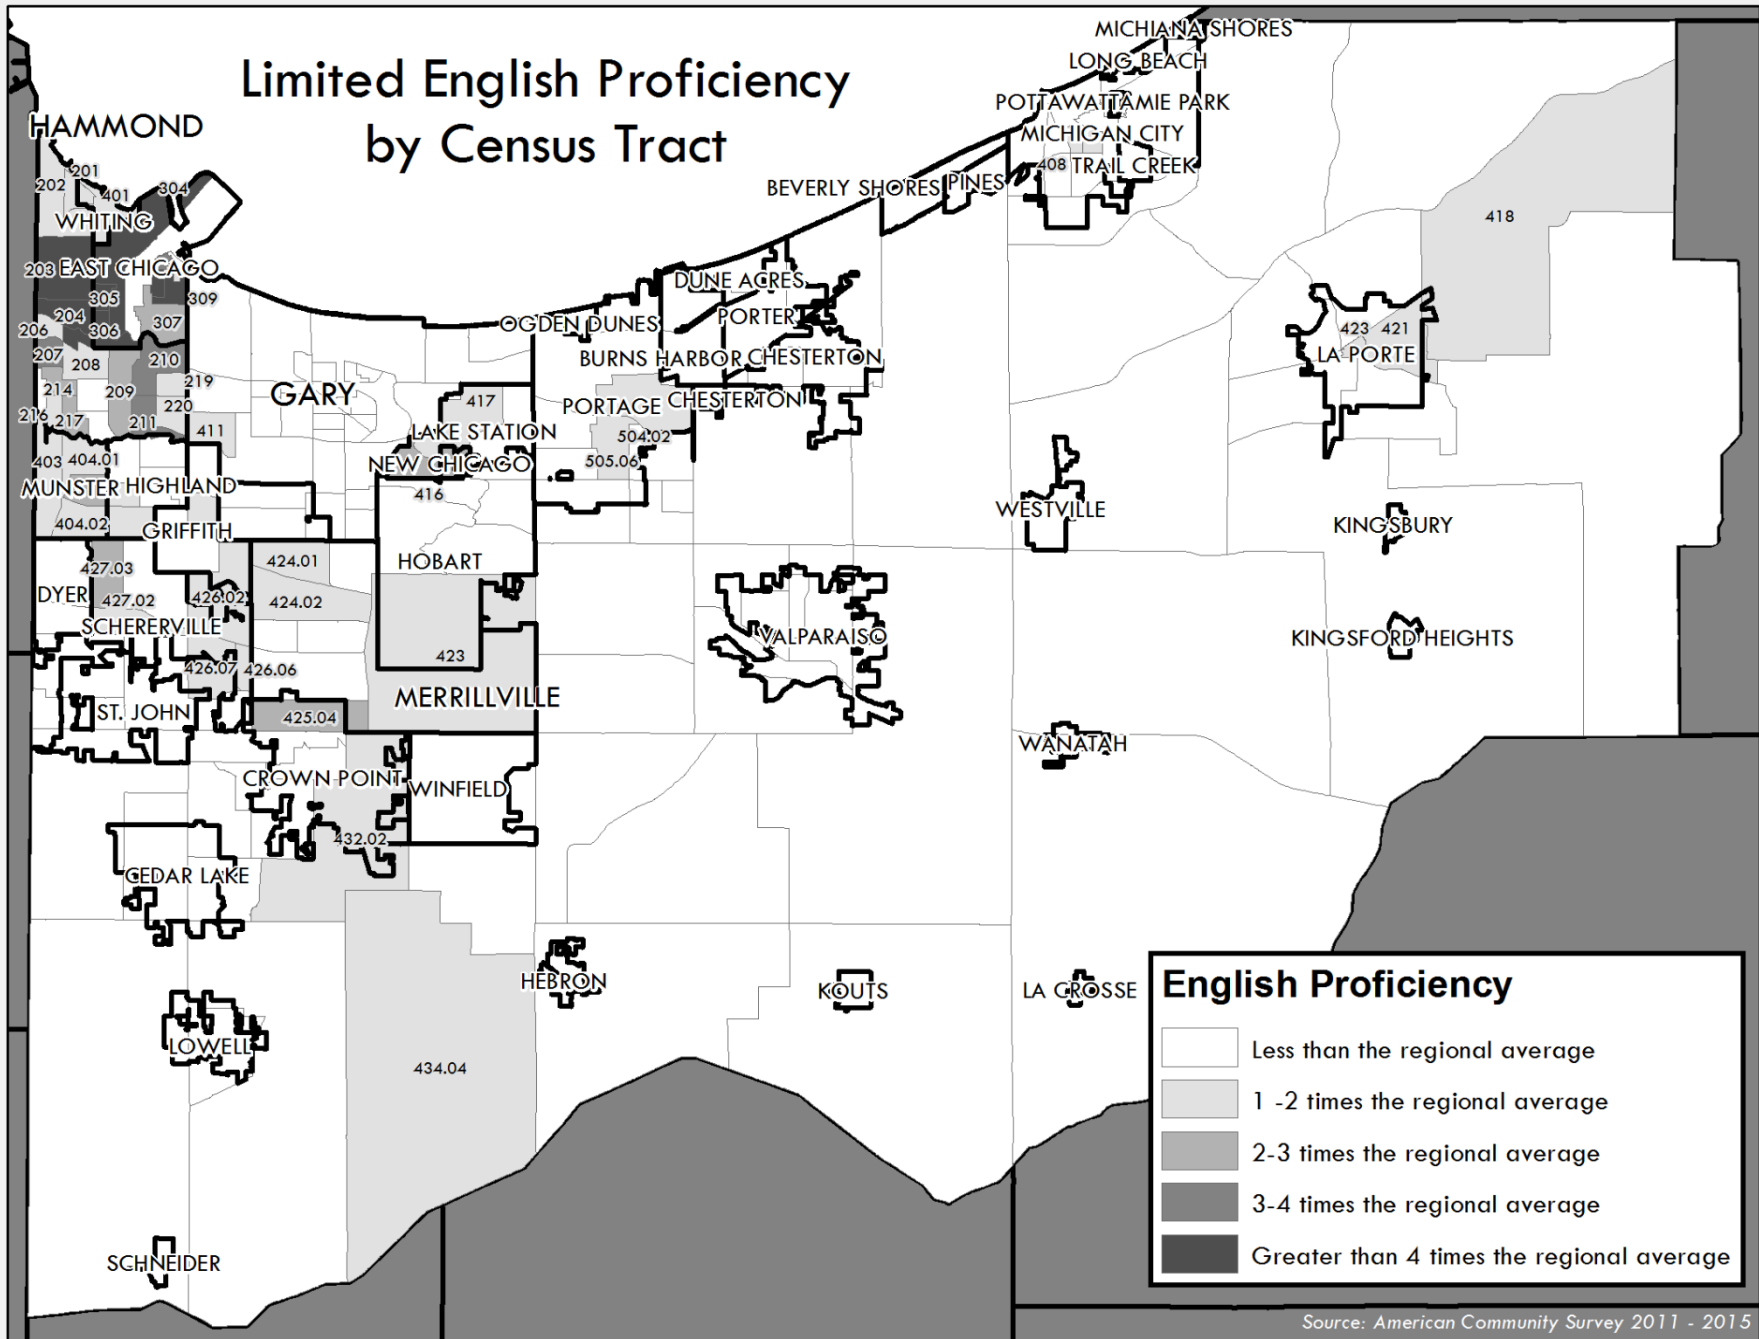 Limited English Proficiency
by Census Tract
MICHIANA SHORES
LONG BEACH
POTTAWATTAMIE PARK
MICHIGAN CITY
408 TRAIL CREEK
BEVERLY SHORES PINES
HAMMOND
201
202
401
304
WHITING
203 EAST CHICAGO
305
309
204
306
307
206
207
208
210
214
209
219
216
217
211
220
411
GARY
403
404.01
MUNSTER
HIGHLAND
404.02
GRIFFITH
DUNE ACRES
OGDEN DUNES
PORTER
BURNS HARBOR
CHESTERTON
417
PORTAGE
CHESTERTON
LAKE STATION
504.02
NEW CHICAGO
505.06
416
418
423
421
LA PORTE
WESTVILLE
KINGSBURY
427.03
424.01
HOBART
DYER
427.02
426.02
424.02
SCHERERVILLE
VALPARAISO
KINGSFORD HEIGHTS
426.07
426.06
423
MERRILLVILLE
ST. JOHN
425.04
WANATAH
CROWN POINT
WINFIELD
432.02
CEDAR LAKE
HEBRON
KOUTS
LA CROSSE
LOWELL
434.04
SCHNEIDER
English Proficiency
Less than the regional average
1 -2 times the regional average
2-3 times the regional average
3-4 times the regional average
Greater than 4 times the regional average
Source: American Community Survey 2011 - 2015